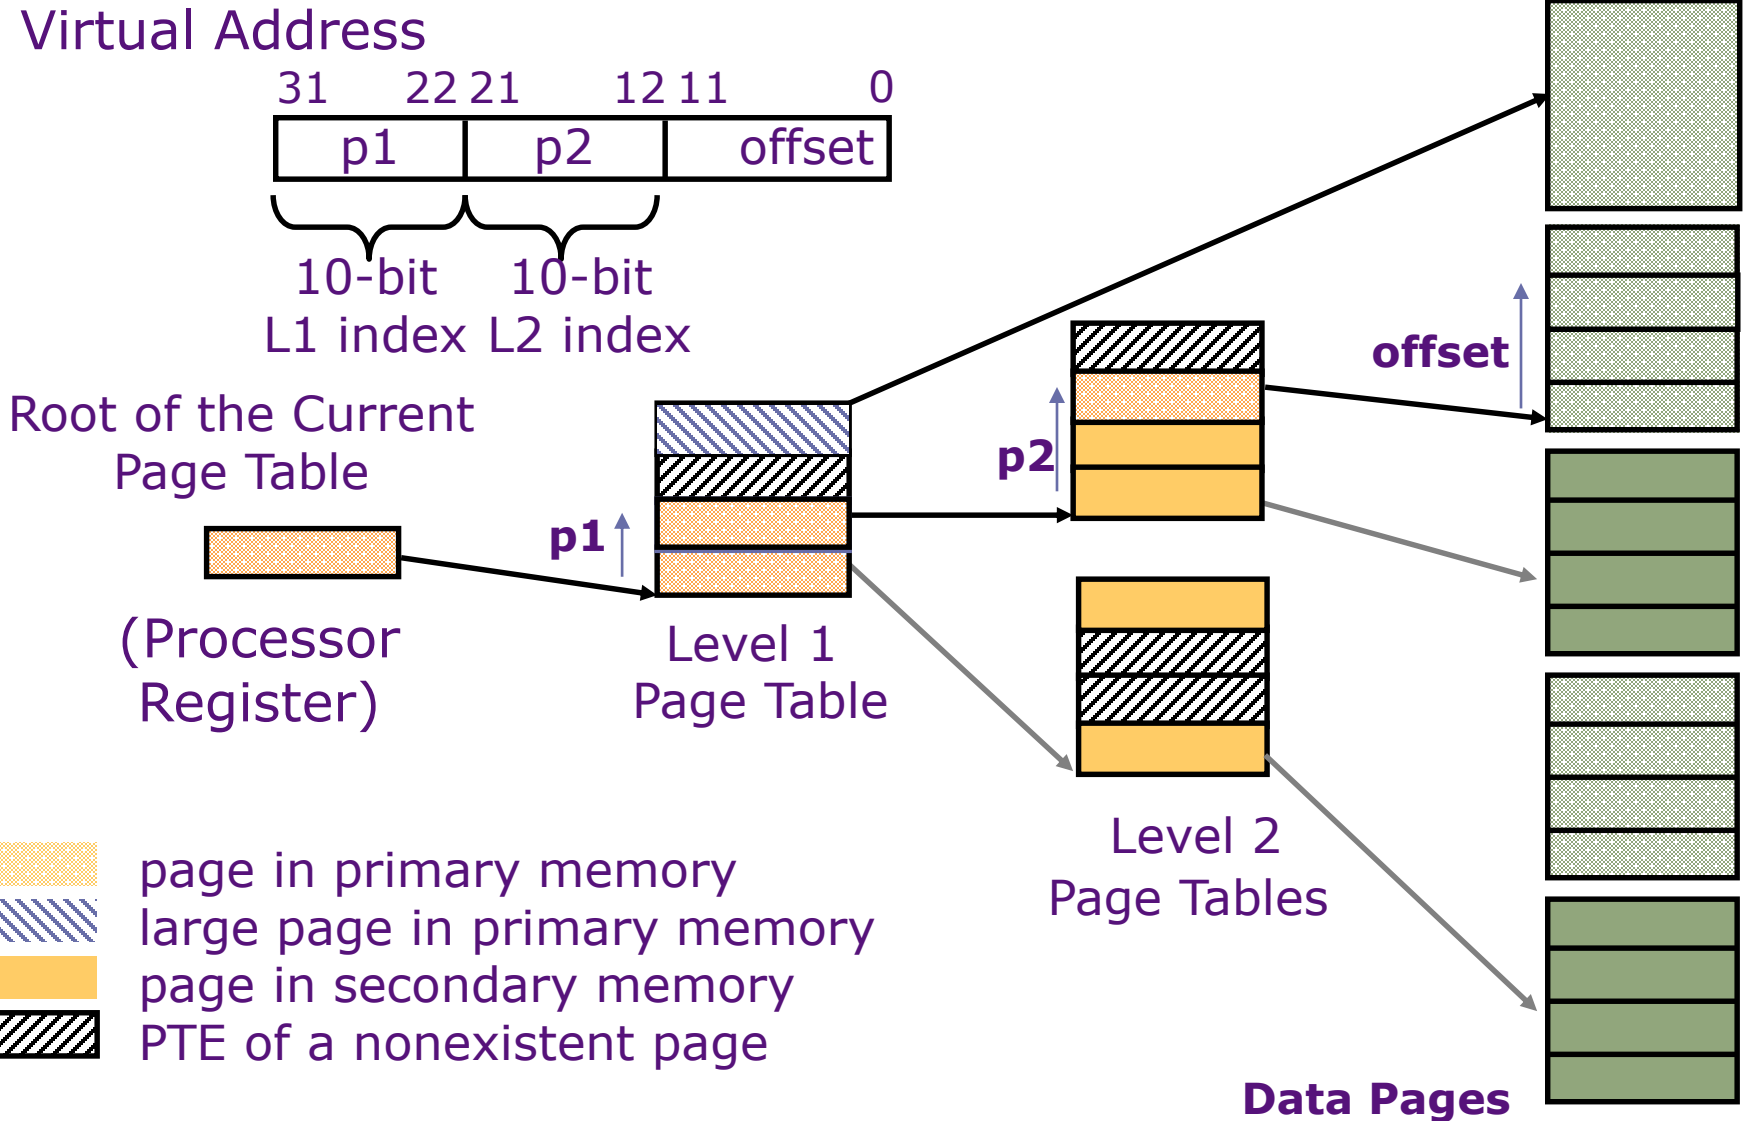 Virtual Address
31 22 21 12 11 0
p1 p2 offset
10-bit 10-bit
L1 index L2 index
Root of the Current
Page Table
(Processor
Register)
p1
Level 1
Page Table
p2
Level 2
Page Tables
offset
page in primary memory
large page in primary memory
page in secondary memory
PTE of a nonexistent page
Data Pages